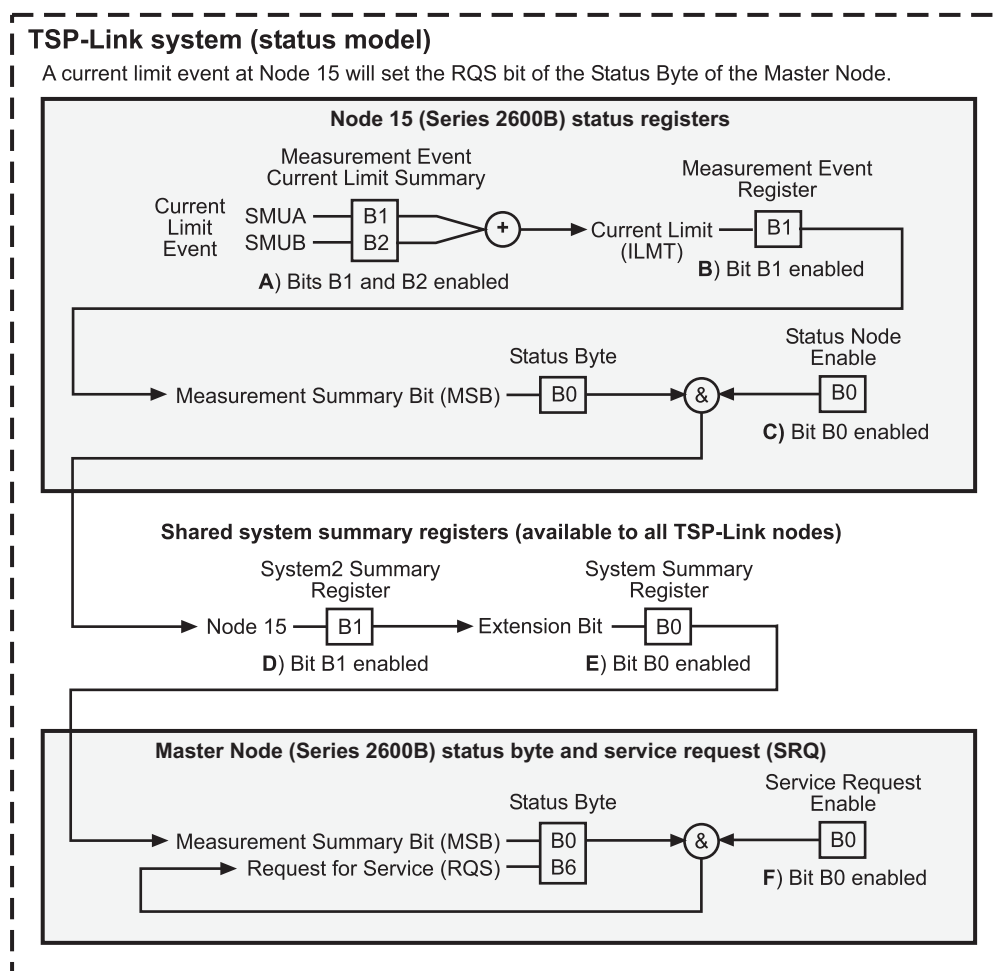 TSP-Link system (status model)
A current limit event at Node 15 will set the RQS bit of the Status Byte of the Master Node.
Node 15 (Series 2600B) status registers
Measurement Event
Current Limit Summary
Current
Limit
Event
SMUA
SMUB
B1
B2
+
A) Bits B1 and B2 enabled
Current Limit
(ILMT)
Measurement Event
Register
B1
B) Bit B1 enabled
Measurement Summary Bit (MSB)
Status Byte
B0
&
Status Node
Enable
B0
C) Bit B0 enabled
Shared system summary registers (available to all TSP-Link nodes)
System2 Summary
Register
Node 15
B1
D) Bit B1 enabled
System Summary
Register
Extension Bit
B0
E) Bit B0 enabled
Master Node (Series 2600B) status byte and service request (SRQ)
Status Byte
Measurement Summary Bit (MSB)
Request for Service (RQS)
B0
B6
&
Service Request
Enable
B0
F) Bit B0 enabled